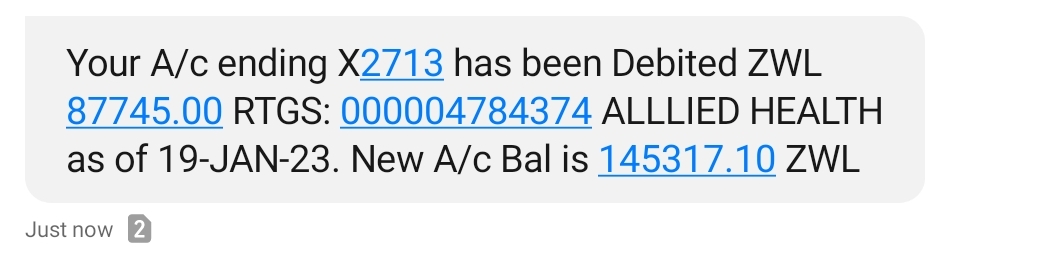 Your A/c ending X2713 has been Debited ZWL
87745.00 RTGS: 000004784374 ALLLIED HEALTH
as of 19-JAN-23. New A/c Bal is 145317.10 ZWL
Just now 2